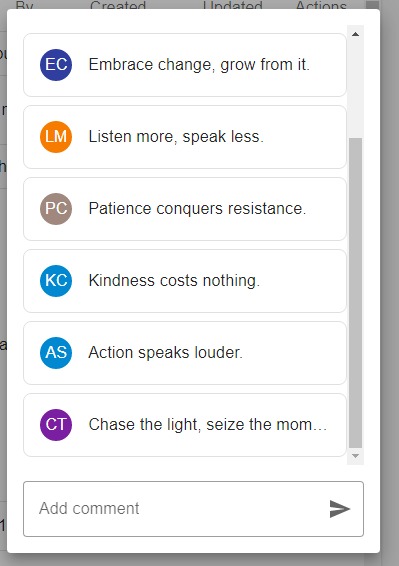 By Created Updated Actions
EC Embrace change, grow from it.
LM Listen more, speak less.
PC Patience conquers resistance.
KC Kindness costs nothing.
AS Action speaks louder.
CT Chase the light, seize the mom…
Add comment